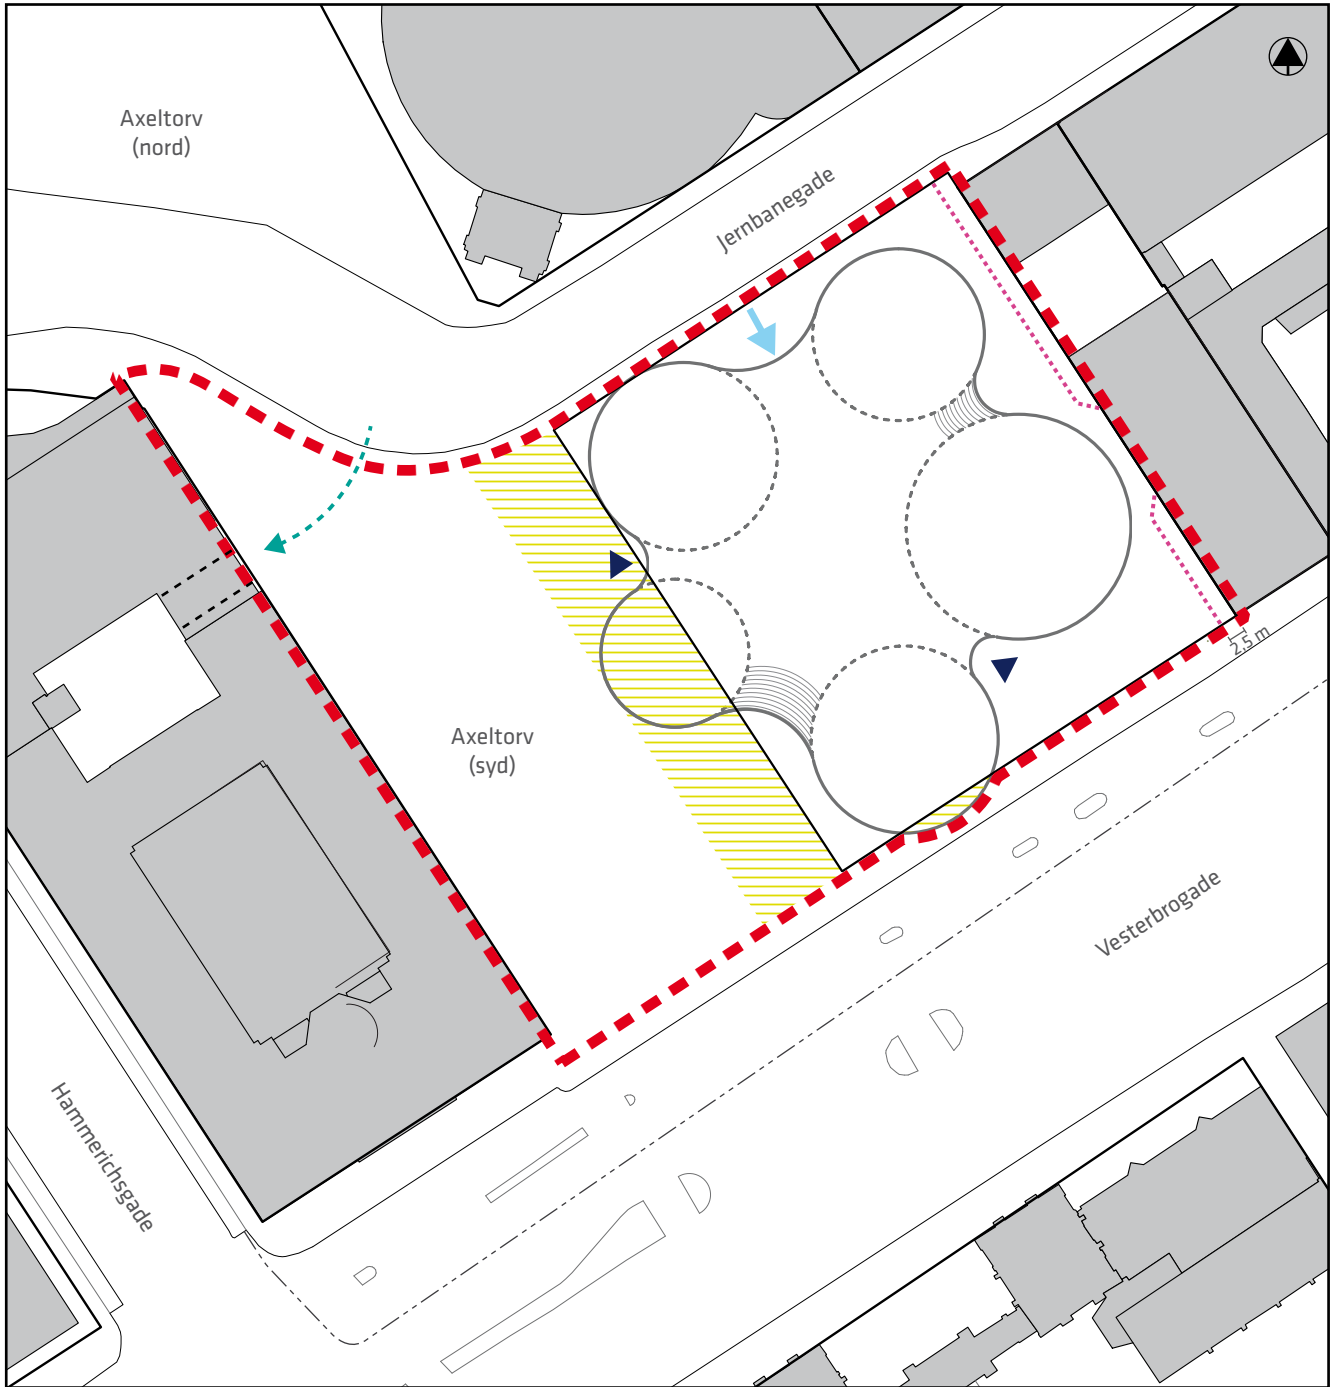 Axeltorv
(nord)
Jernbanegade
2,5 m
Axeltorv
(syd)
Vesterbrogade
Hammerichsgade